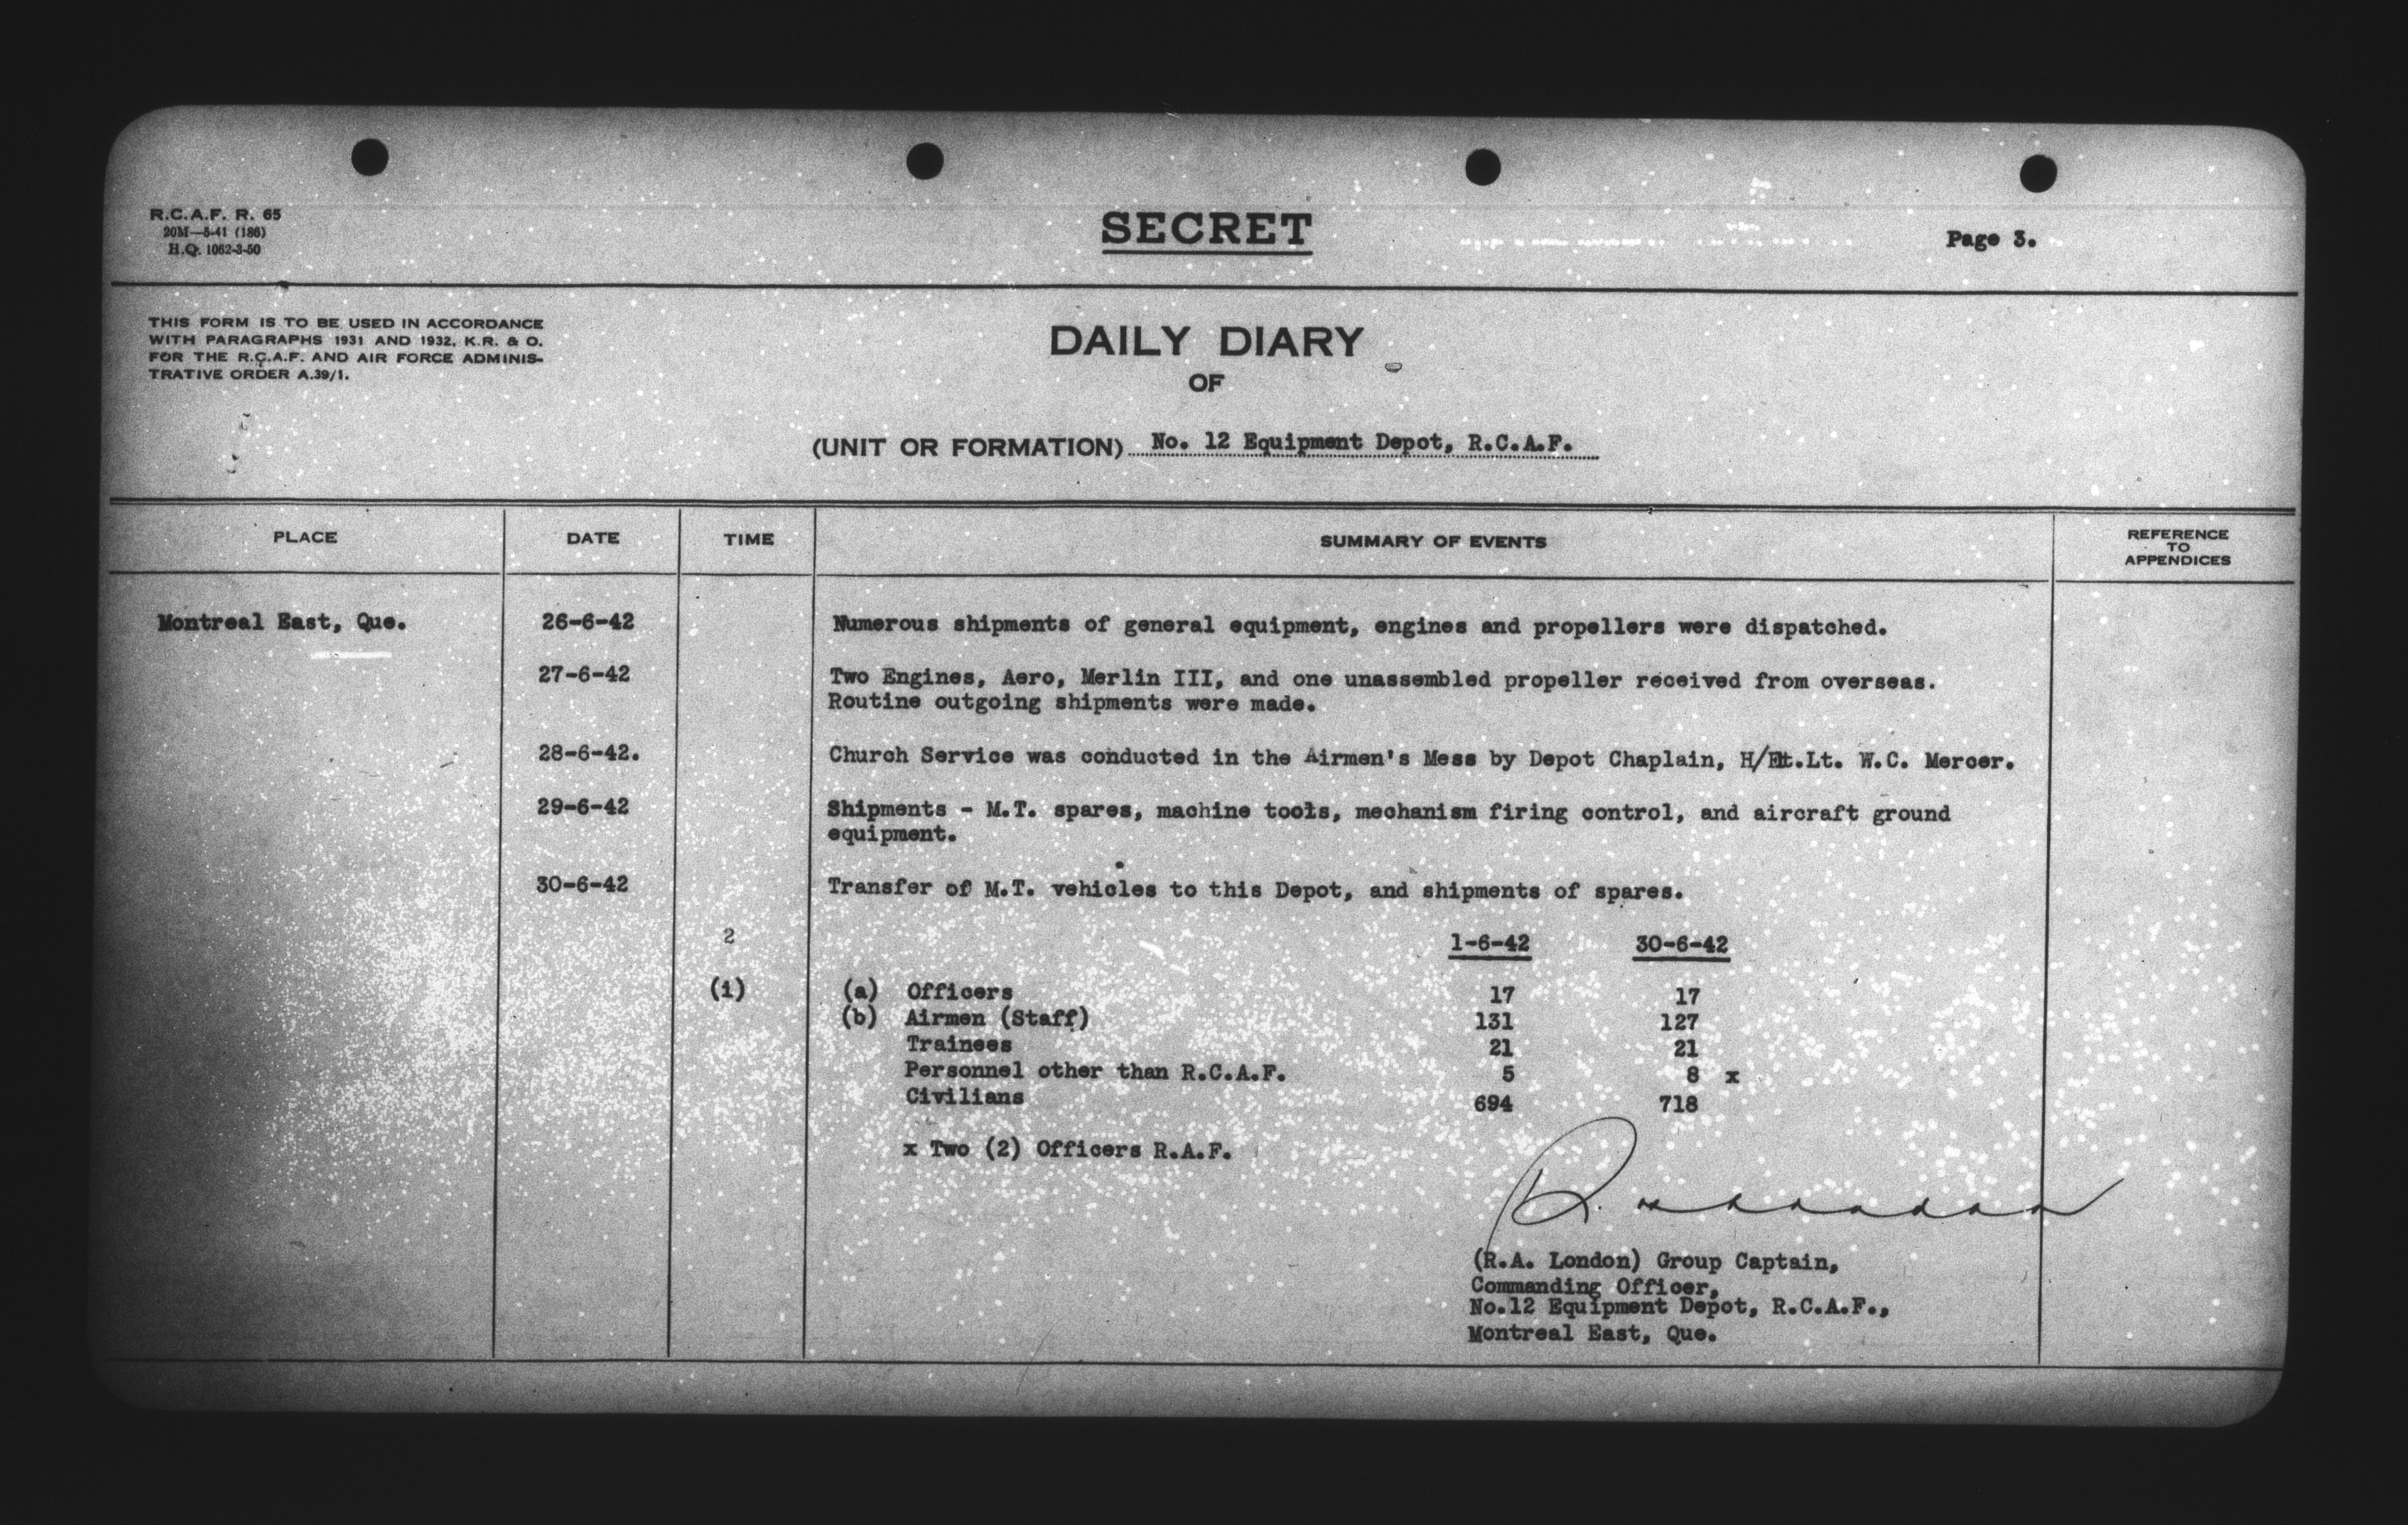 R.C.A.F. R. 65
20M—5-41 (186)
H.Q. 1062-3-50
SECRET
Page 3.
THIS FORM IS TO BE USED IN ACCORDANCE
WITH PARAGRAPHS 1931 AND 1932, K.R. & O.
FOR THE R.C.A.F. AND AIR FORCE ADMINIS-
TRATIVE ORDER A.39/1.
DAILY DIARY
OF
(UNIT OR FORMATION) No. 12 Equipment Depot, R.C.A.F.
PLACE DATE TIME SUMMARY OF EVENTS REFERENCE
TO
APPENDICES
Montreal East, Que. 26-6-42 Numerous shipments of general equipment, engines and propellers were dispatched.
27-6-42 Two Engines, Aero, Merlin III, and one unassembled propeller received from overseas.
Routine outgoing shipments were made.
28-6-42. Church Service was conducted in the Airmen's Mess by Depot Chaplain, H/Ft.Lt. W.C. Mercer.
29-6-42 Shipments - M.T. spares, machine tools, mechanism firing control, and aircraft ground
equipment.
30-6-42 Transfer of M.T. vehicles to this Depot, and shipments of spares.
2 1-6-42 30-6-42
(i) (a) Officers 17 17
(b) Airmen (Staff) 131 127
Trainees 21 21
Personnel other than R.C.A.F. 5 8 x
Civilians 694 718
x Two (2) Officers R.A.F.
(R.A. London) Group Captain,
Commanding Officer,
No.12 Equipment Depot, R.C.A.F.,
Montreal East, Que.